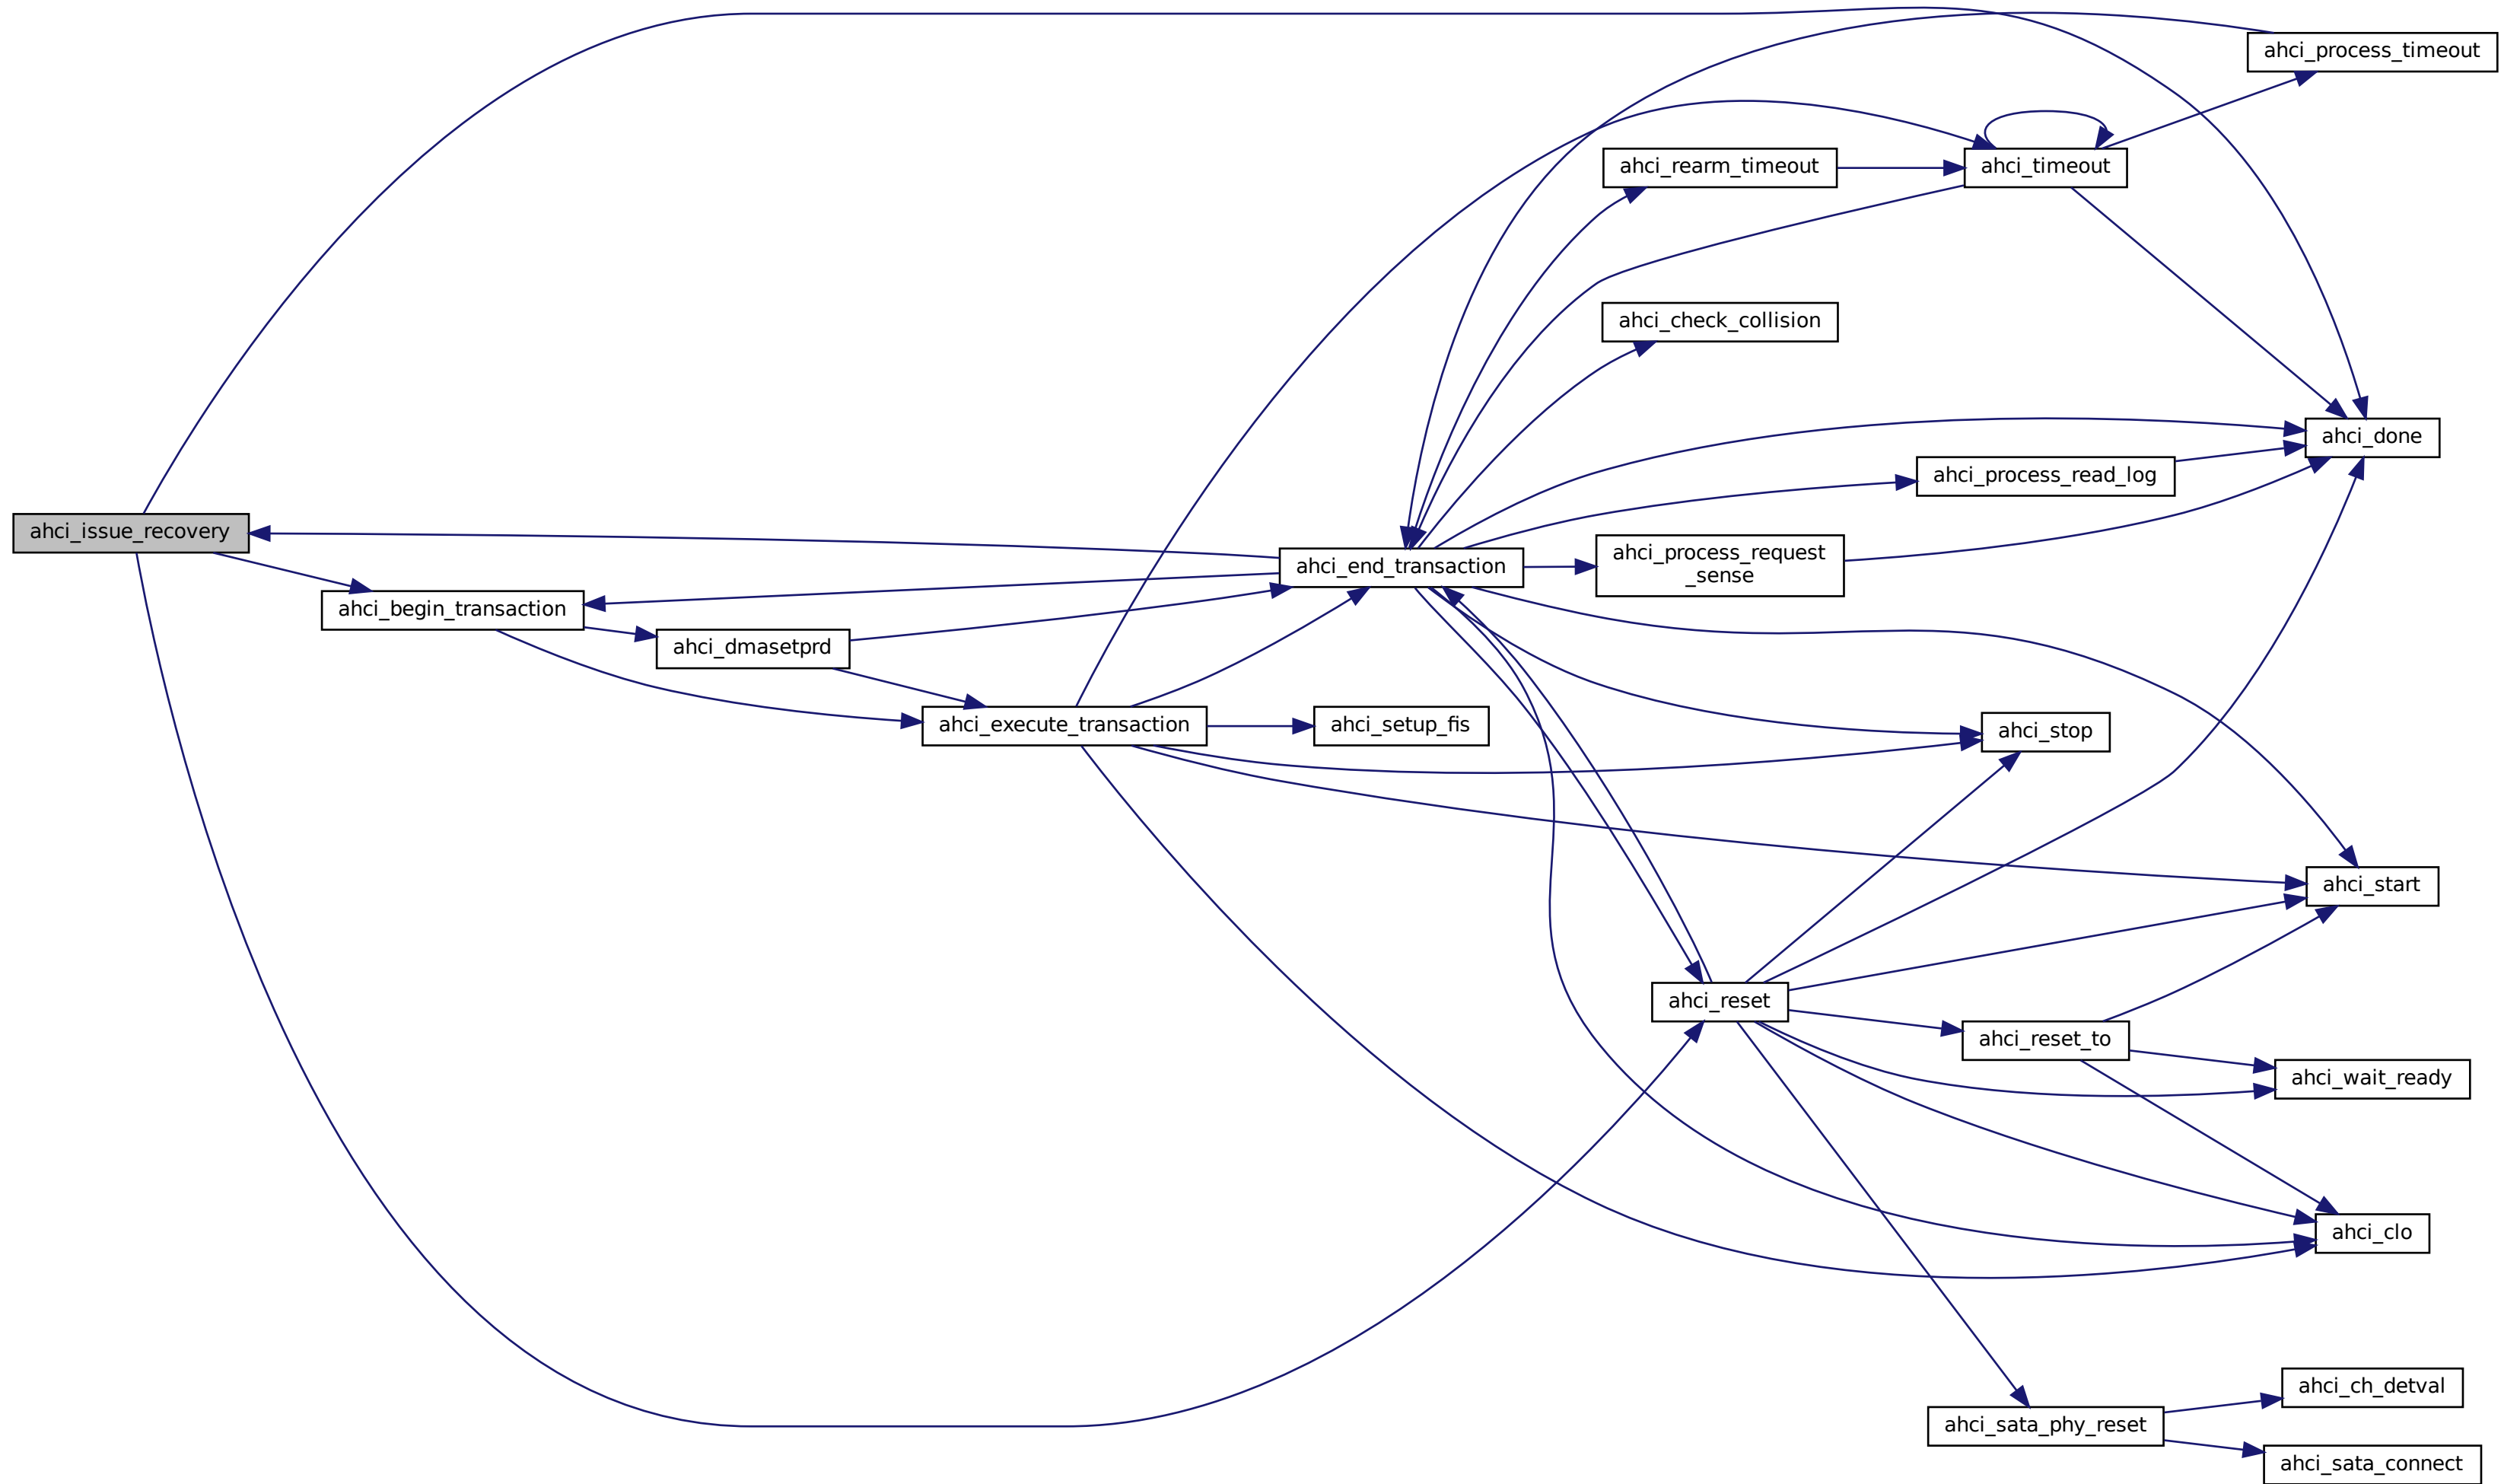 ahci_process_timeout
ahci_rearm_timeout
ahci_timeout
ahci_check_collision
ahci_done
ahci_process_read_log
ahci_issue_recovery
ahci_end_transaction
ahci_process_request
_sense
ahci_begin_transaction
ahci_dmasetprd
ahci_execute_transaction
ahci_setup_fis
ahci_stop
ahci_start
ahci_reset
ahci_reset_to
ahci_wait_ready
ahci_clo
ahci_ch_detval
ahci_sata_phy_reset
ahci_sata_connect